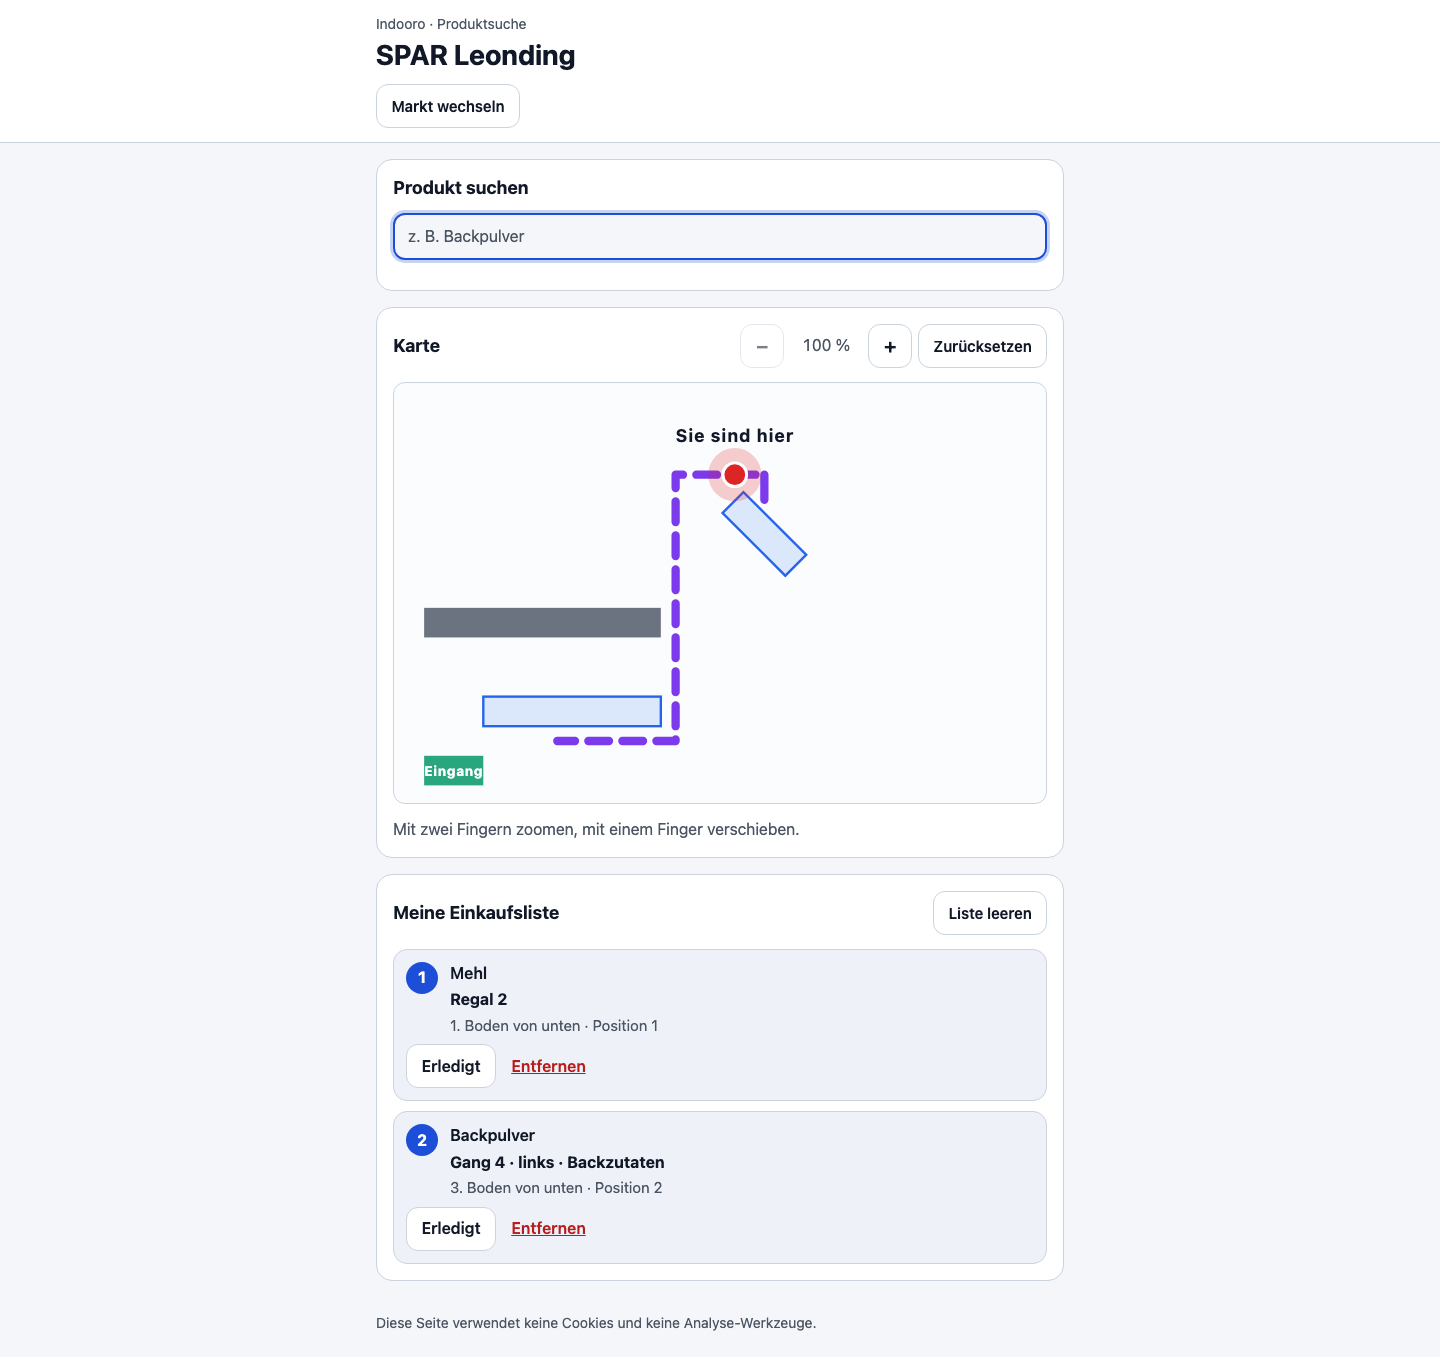 Indooro · Produktsuche
SPAR Leonding
Markt wechseln
Produkt suchen
z. B. Backpulver
Karte
− 100 % + Zurücksetzen
Sie sind hier
Eingang
Mit zwei Fingern zoomen, mit einem Finger verschieben.
Meine Einkaufsliste
Liste leeren
1 Mehl
Regal 2
1. Boden von unten · Position 1
Erledigt Entfernen
2 Backpulver
Gang 4 · links · Backzutaten
3. Boden von unten · Position 2
Erledigt Entfernen
Diese Seite verwendet keine Cookies und keine Analyse-Werkzeuge.